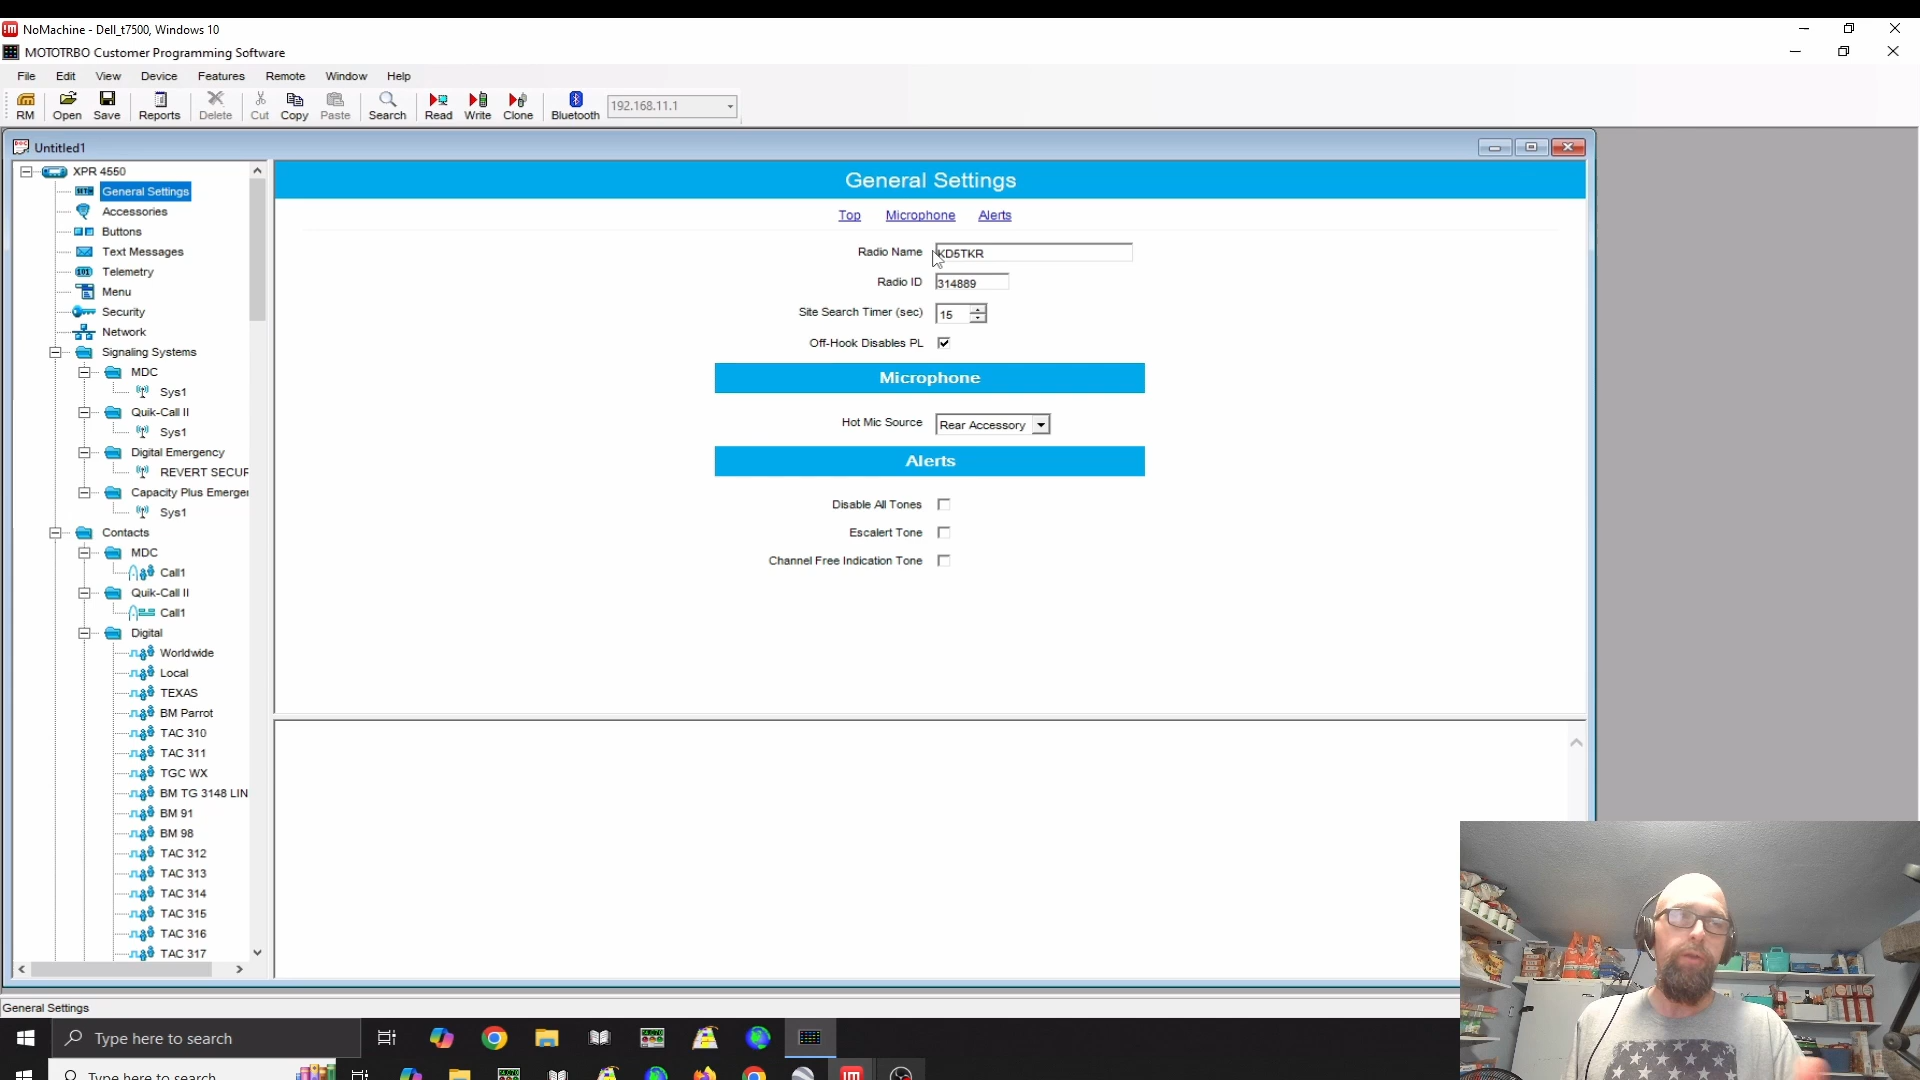 NoMachine - Dell_t7500, Windows 10
MOTOTRBO Customer Programming Software
File Edit View Device Features Remote Window Help
RM Open Save Reports Delete Cut Copy Paste Search Read Write Clone Bluetooth 192.168.11.1
Untitled1
XPR 4550
General Settings
Accessories
Buttons
Text Messages
Telemetry
Menu
Security
Network
Signaling Systems
MDC
Sys1
Quik-Call II
Sys1
Digital Emergency
REVERT SECUR
Capacity Plus Emerger
Sys1
Contacts
MDC
Call1
Quik-Call II
Call1
Digital
Worldwide
Local
TEXAS
BM Parrot
TAC 310
TAC 311
TGC WX
BM TG 3148 LIN
BM 91
BM 98
TAC 312
TAC 313
TAC 314
TAC 315
TAC 316
TAC 317
General Settings
Top Microphone Alerts
Radio Name KD5TKR
Radio ID 314889
Site Search Timer (sec) 15
Off-Hook Disables PL
Microphone
Hot Mic Source Rear Accessory
Alerts
Disable All Tones
Escalert Tone
Channel Free Indication Tone
General Settings
Type here to search
Type here to search